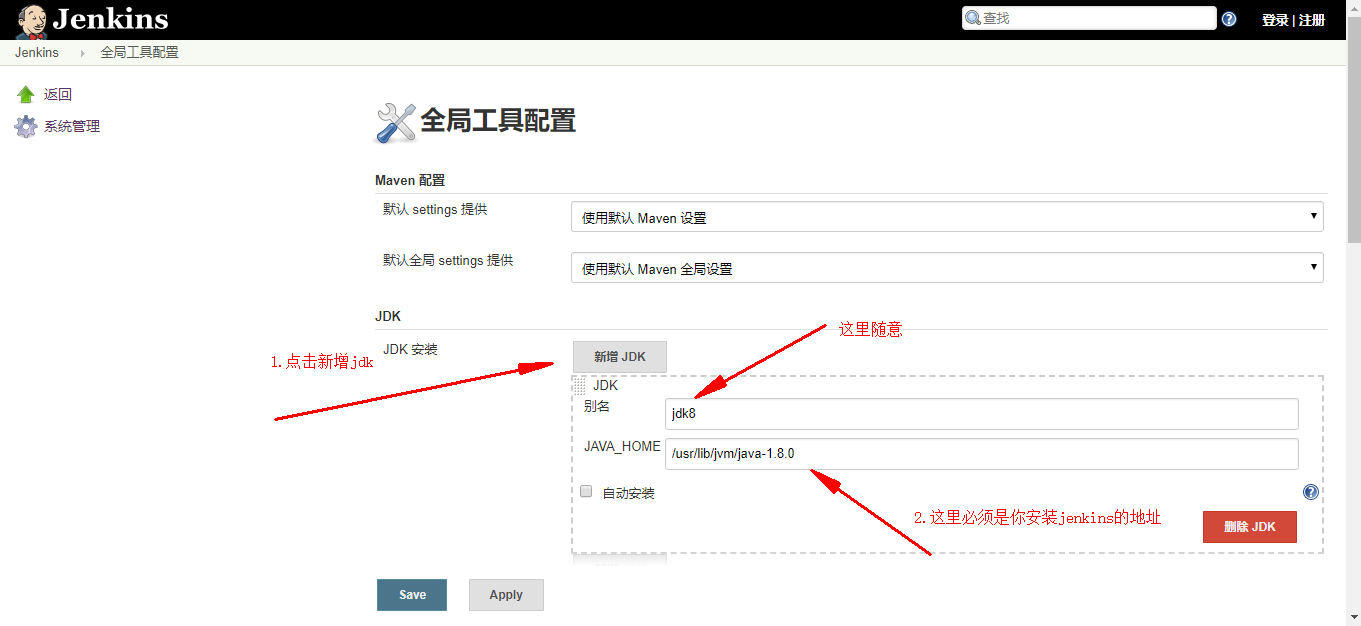 Jenkins
查找
登录 | 注册
Jenkins
全局工具配置
返回
系统管理
全局工具配置
Maven 配置
默认 settings 提供
使用默认 Maven 设置
默认全局 settings 提供
使用默认 Maven 全局设置
JDK
这里随意
JDK 安装
新增 JDK
1.点击新增jdk
JDK
别名
jdk8
JAVA_HOME
/usr/lib/jvm/java-1.8.0
自动安装
2.这里必须是你安装jenkins的地址
删除 JDK
Save
Apply